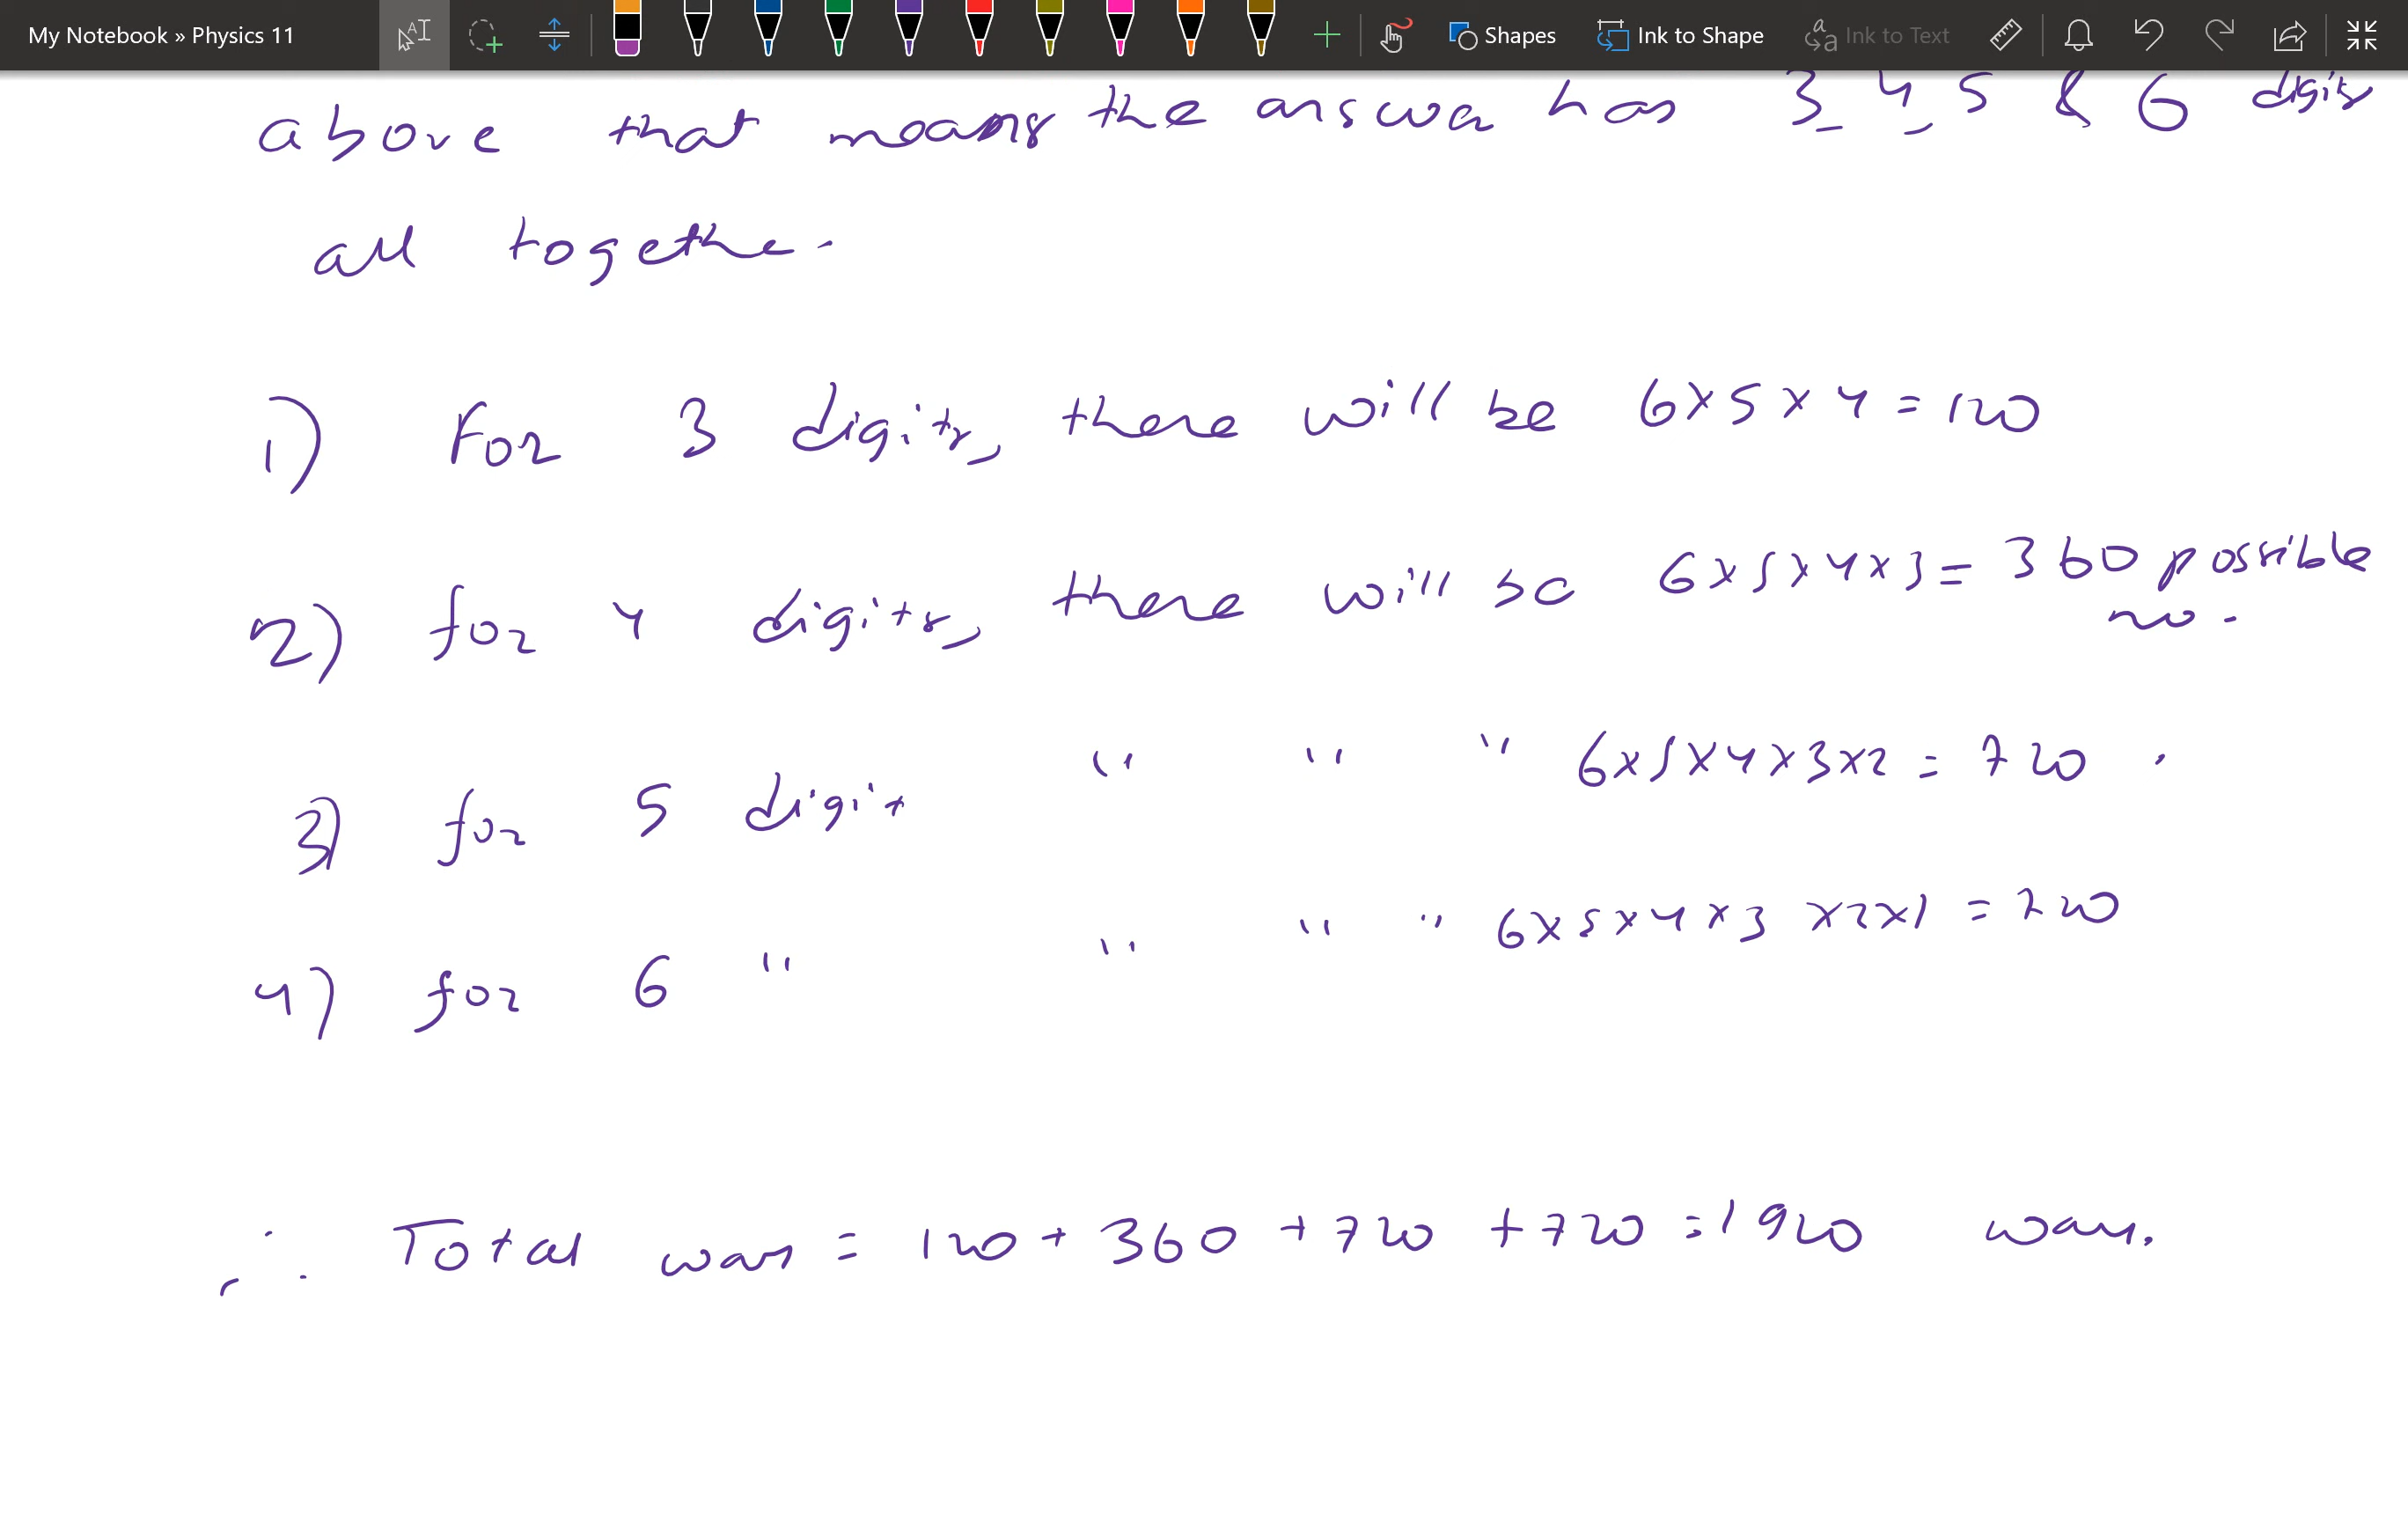 My Notebook » Physics 11 Shapes Ink to Shape Ink to Text
above that means the answer has 3, 4, 5 & 6 digits
all together.
1) For 3 digits, there will be 6×5×4 = 120
2) for 4 digits, there will be 6×5×4×3 = 360 possible
no.
3) for 5 digit " " " 6×5×4×3×2 = 720 .
4) for 6 " " " " 6×5×4×3×2×1 = 720
∴ Total ways = 120 + 360 + 720 + 720 = 1920 ways.